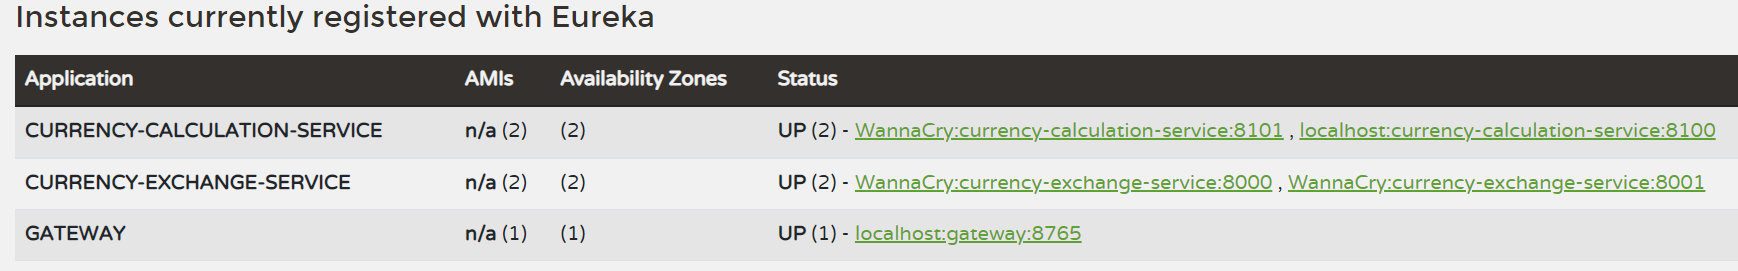 Instances currently registered with Eureka
Application AMIs Availability Zones Status
CURRENCY-CALCULATION-SERVICE n/a (2) (2) UP (2) - WannaCry:currency-calculation-service:8101 , localhost:currency-calculation-service:8100
CURRENCY-EXCHANGE-SERVICE n/a (2) (2) UP (2) - WannaCry:currency-exchange-service:8000 , WannaCry:currency-exchange-service:8001
GATEWAY n/a (1) (1) UP (1) - localhost:gateway:8765